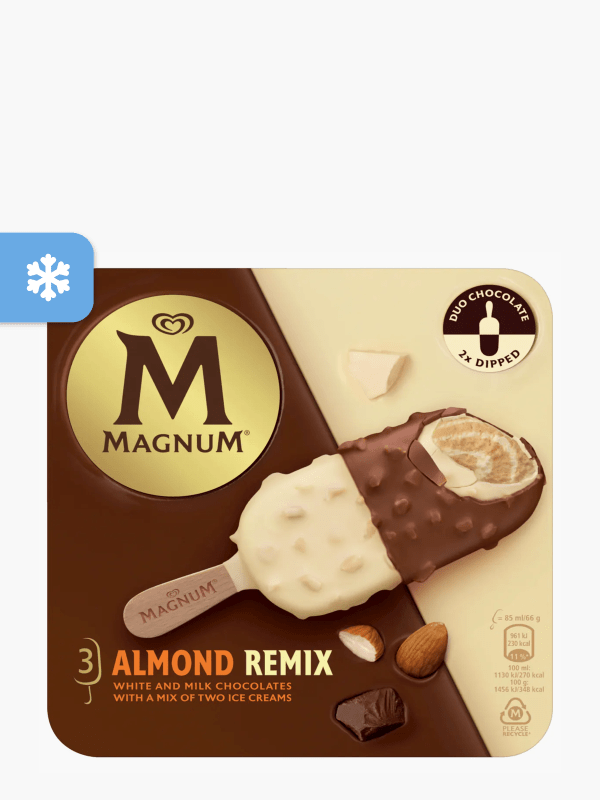 DUO CHOCOLATE
2x DIPPED
M
MAGNUM®
MAGNUM
= 85 ml/66 g
961 kJ
230 kcal
11 %*
100 ml:
1130 kJ/270 kcal
100 g:
1456 kJ/348 kcal
3 ALMOND REMIX
WHITE AND MILK CHOCOLATES
WITH A MIX OF TWO ICE CREAMS
M
PLEASE
RECYCLE*